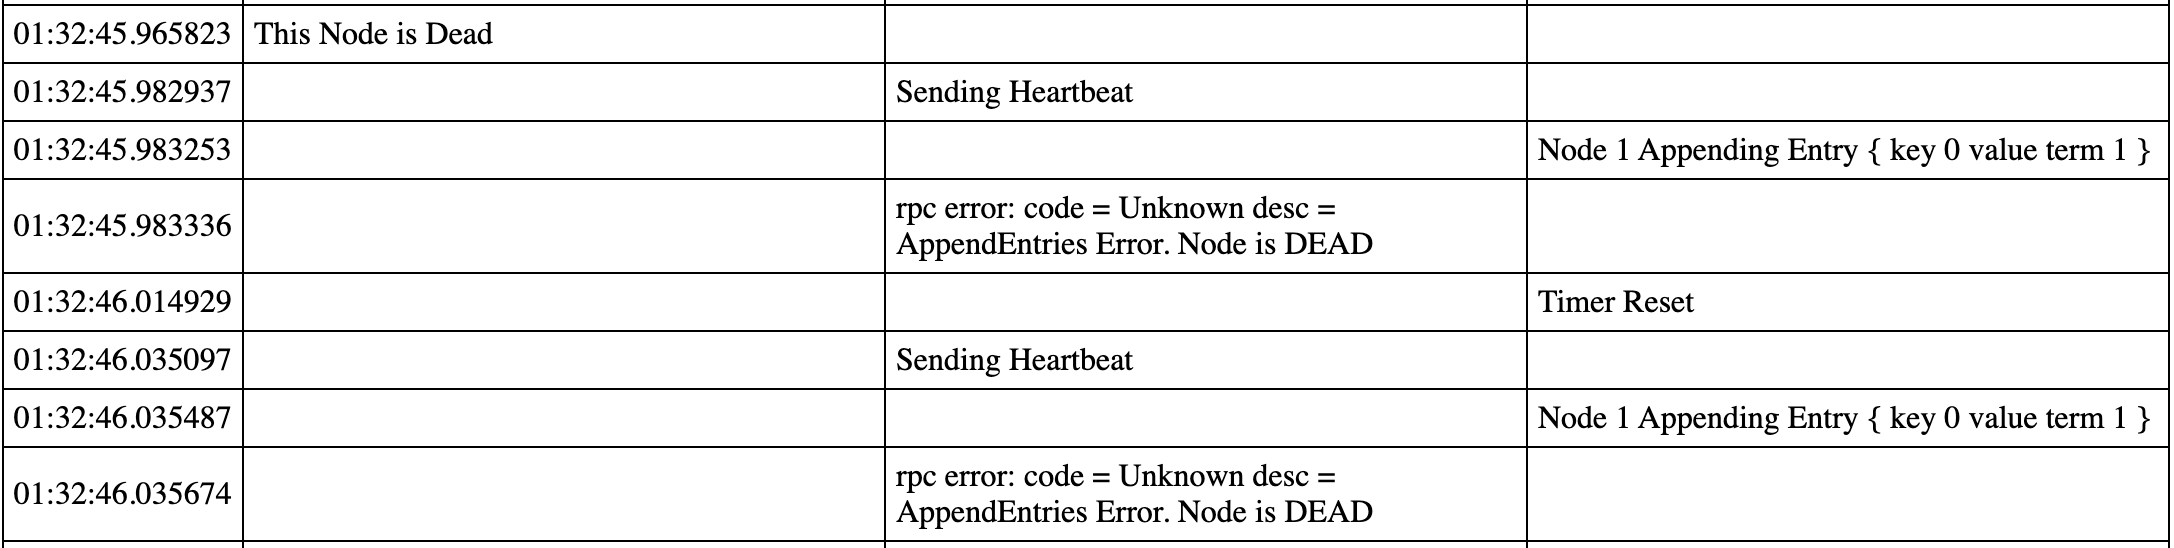 01:32:45.965823 This Node is Dead
01:32:45.982937 Sending Heartbeat
01:32:45.983253 Node 1 Appending Entry { key 0 value term 1 }
01:32:45.983336 rpc error: code = Unknown desc =
AppendEntries Error. Node is DEAD
01:32:46.014929 Timer Reset
01:32:46.035097 Sending Heartbeat
01:32:46.035487 Node 1 Appending Entry { key 0 value term 1 }
01:32:46.035674 rpc error: code = Unknown desc =
AppendEntries Error. Node is DEAD